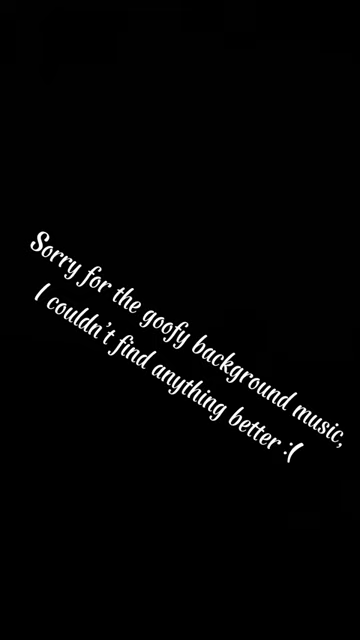 Sorry for the goofy background music,
I couldn't find anything better :(